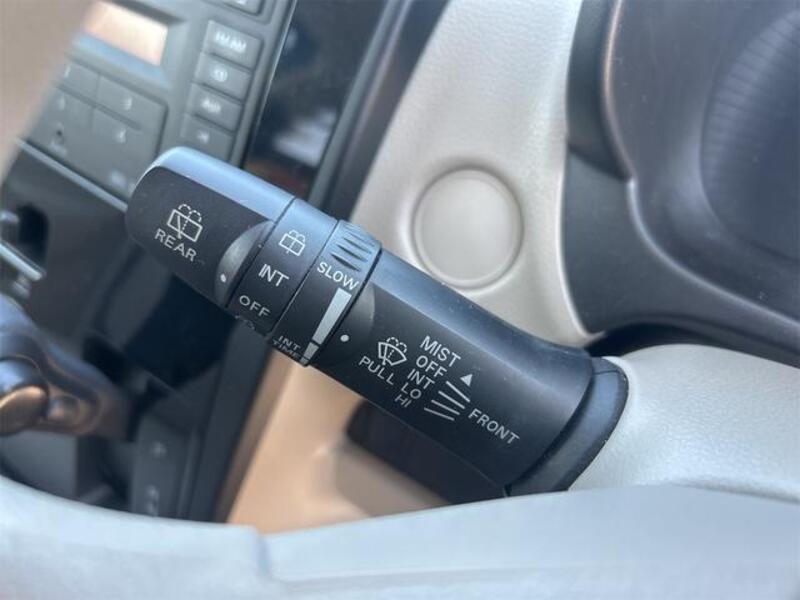 REAR
INT
OFF
SLOW
INT
TIME
MIST
OFF
INT
PULL LO
HI
FRONT